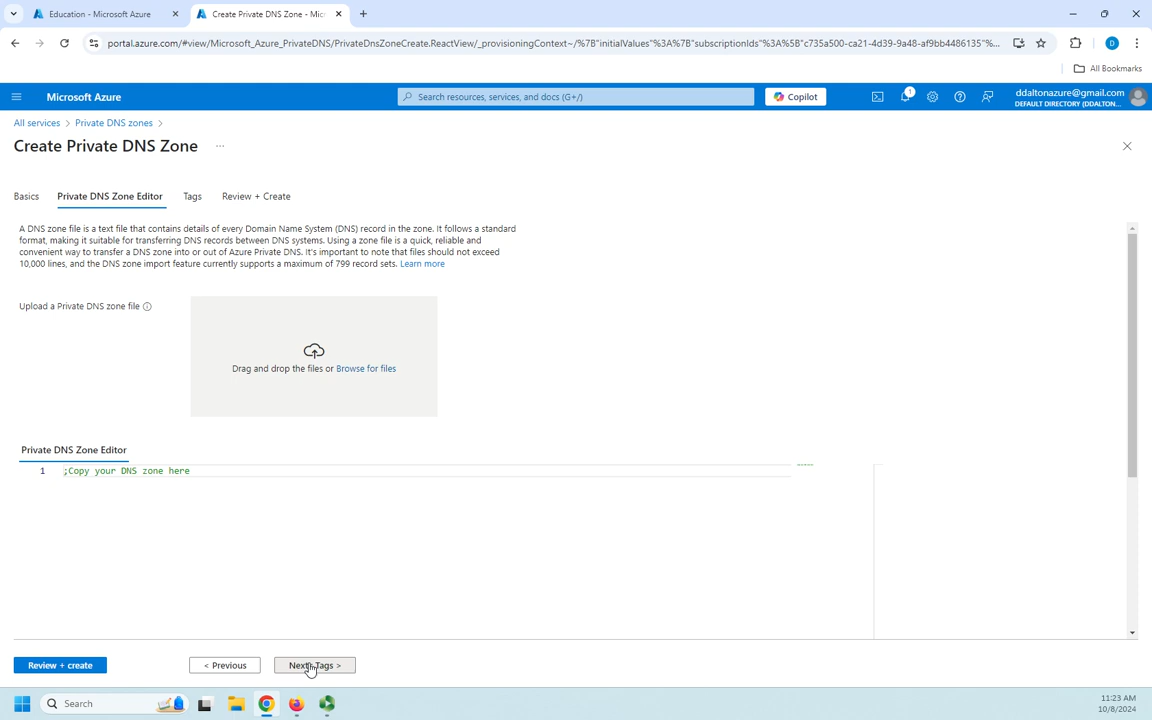 Education - Microsoft Azure
Create Private DNS Zone - Mic
portal.azure.com/#view/Microsoft_Azure_PrivateDNS/PrivateDnsZoneCreate.ReactView/_provisioningContext~/%7B"initialValues"%3A%7B"subscriptionIds"%3A%5B"c735a500-ca21-4d39-9a48-af9bb4486135"%...
D
All Bookmarks
Microsoft Azure
Search resources, services, and docs (G+/)
Copilot
1
ddaltonazure@gmail.com
DEFAULT DIRECTORY (DDALTON...
All services > Private DNS zones >
Create Private DNS Zone ...
Basics Private DNS Zone Editor Tags Review + Create
A DNS zone file is a text file that contains details of every Domain Name System (DNS) record in the zone. It follows a standard
format, making it suitable for transferring DNS records between DNS systems. Using a zone file is a quick, reliable and
convenient way to transfer a DNS zone into or out of Azure Private DNS. It's important to note that files should not exceed
10,000 lines, and the DNS zone import feature currently supports a maximum of 799 record sets. Learn more
Upload a Private DNS zone file
Drag and drop the files or Browse for files
Private DNS Zone Editor
1 ;Copy your DNS zone here
Review + create
< Previous
Next: Tags >
Search
11:23 AM
10/8/2024